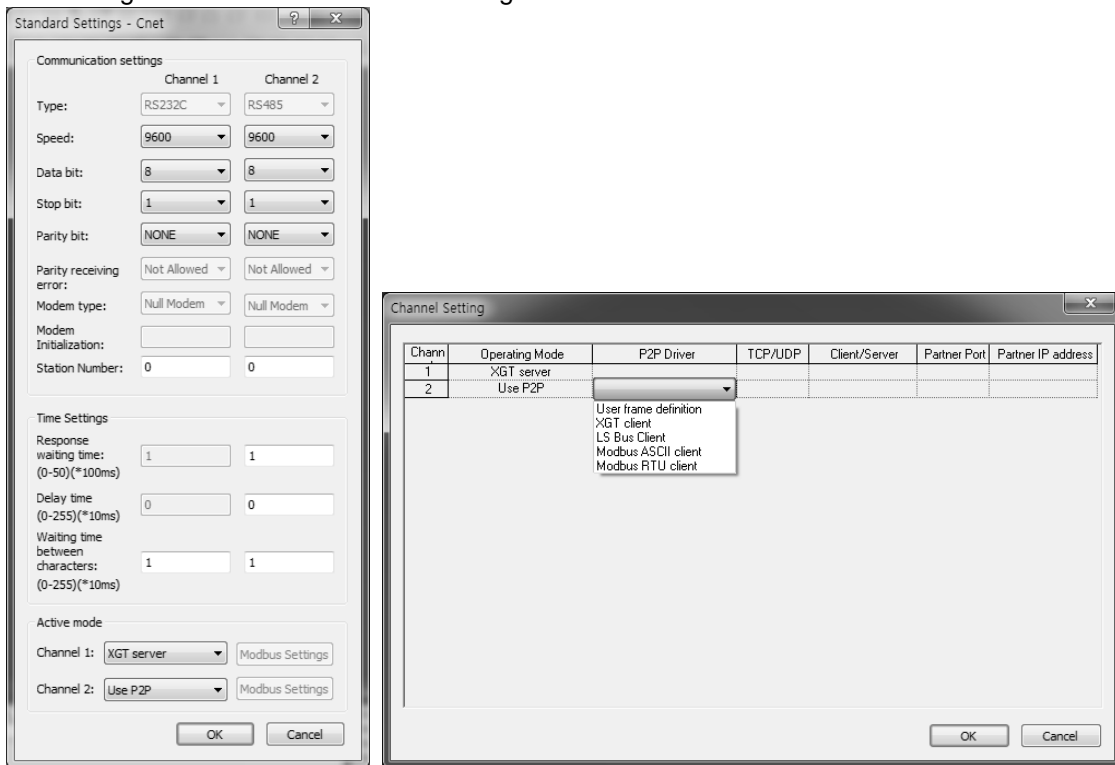 Standard Settings - Cnet
Communication settings
Channel 1 Channel 2
Type: RS232C RS485
Speed: 9600 9600
Data bit: 8 8
Stop bit: 1 1
Parity bit: NONE NONE
Parity receiving error: Not Allowed Not Allowed
Modem type: Null Modem Null Modem
Modem Initialization:
Station Number: 0 0
Time Settings
Response
waiting time:
(0-50)(*100ms) 1 1
Delay time
(0-255)(*10ms) 0 0
Waiting time
between
characters: 1 1
(0-255)(*10ms)
Active mode
Channel 1: XGT server Modbus Settings
Channel 2: Use P2P Modbus Settings
OK Cancel
Channel Setting
Chann Operating Mode P2P Driver TCP/UDP Client/Server Partner Port Partner IP address
1 XGT server
2 Use P2P
User frame definition
XGT client
LS Bus Client
Modbus ASCII client
Modbus RTU client
OK Cancel